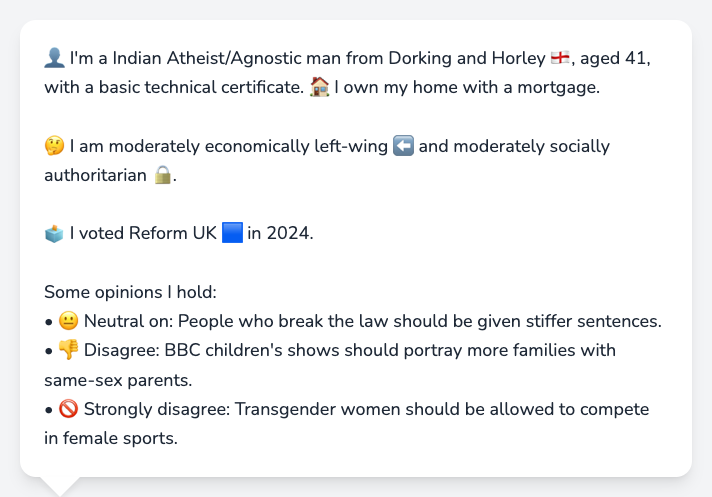 👤 I'm a Indian Atheist/Agnostic man from Dorking and Horley 🏴󠁧󠁢󠁥󠁮󠁧󠁿, aged 41,
with a basic technical certificate. 🏠 I own my home with a mortgage.
🤔 I am moderately economically left-wing ⬅️ and moderately socially
authoritarian 🔒.
🗳️ I voted Reform UK 🟦 in 2024.
Some opinions I hold:
• 😐 Neutral on: People who break the law should be given stiffer sentences.
• 👎 Disagree: BBC children's shows should portray more families with
same-sex parents.
• 🚫 Strongly disagree: Transgender women should be allowed to compete
in female sports.